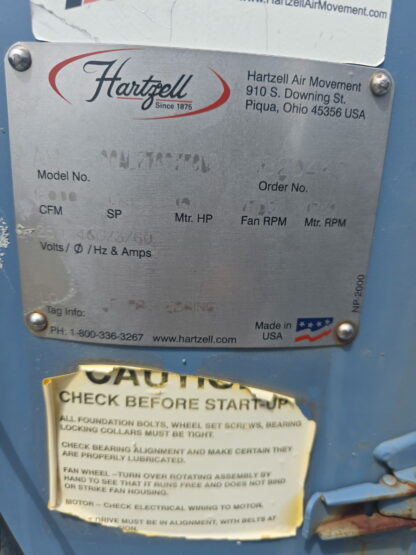 www.HartzellAirMovement.com
Hartzell
Since 1875
Hartzell Air Movement
910 S. Downing St.
Piqua, Ohio 45356 USA
Model No.
Order No.
CFM SP Mtr. HP Fan RPM Mtr. RPM
460/3/60
Volts / Ø / Hz & Amps
Tag Info:
NP 2000
PH: 1-800-336-3267 www.hartzell.com
Made in
USA
CAUTION
CHECK BEFORE START-UP
ALL FOUNDATION BOLTS, WHEEL SET SCREWS, BEARING
LOCKING COLLARS MUST BE TIGHT.
CHECK BEARING ALIGNMENT AND MAKE CERTAIN THEY
ARE PROPERLY LUBRICATED.
FAN WHEEL – TURN OVER ROTATING ASSEMBLY BY
HAND TO SEE THAT IT RUNS FREE AND DOES NOT BIND
OR STRIKE FAN HOUSING.
MOTOR – CHECK ELECTRICAL WIRING TO MOTOR.
DRIVE MUST BE IN ALIGNMENT, WITH BELTS AT